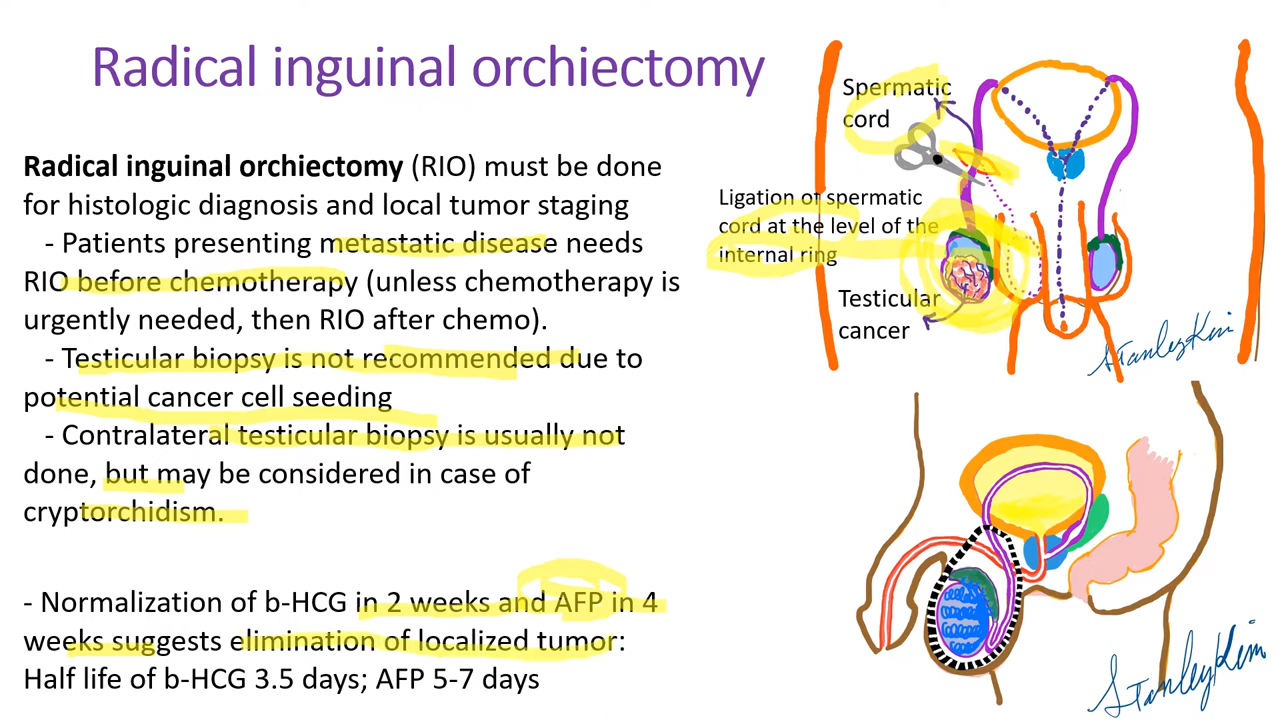 Radical inguinal orchiectomy
Radical inguinal orchiectomy (RIO) must be done
for histologic diagnosis and local tumor staging
- Patients presenting metastatic disease needs
RIO before chemotherapy (unless chemotherapy is
urgently needed, then RIO after chemo).
- Testicular biopsy is not recommended due to
potential cancer cell seeding
- Contralateral testicular biopsy is usually not
done, but may be considered in case of
cryptorchidism.
- Normalization of b-HCG in 2 weeks and AFP in 4
weeks suggests elimination of localized tumor:
Half life of b-HCG 3.5 days; AFP 5-7 days
Spermatic
cord
Ligation of spermatic
cord at the level of the
internal ring
Testicular
cancer
StanleyKim
StanleyKim